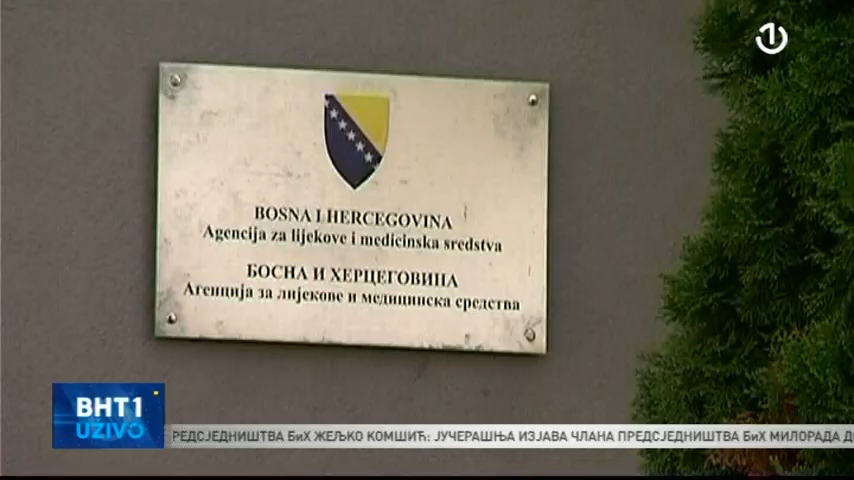 BOSNA I HERCEGOVINA
Agencija za lijekove i medicinska sredstva
БОСНА И ХЕРЦЕГОВИНА
Агенција за лијекове и медицинска средства
BHT1
UŽIVO
РЕДСЈЕДНИШТВА БиХ ЖЕЉКО КОМШИЋ: ЈУЧЕРАШЊА ИЗЈАВА ЧЛАНА ПРЕДСЈЕДНИШТВА БиХ МИЛОРАДА